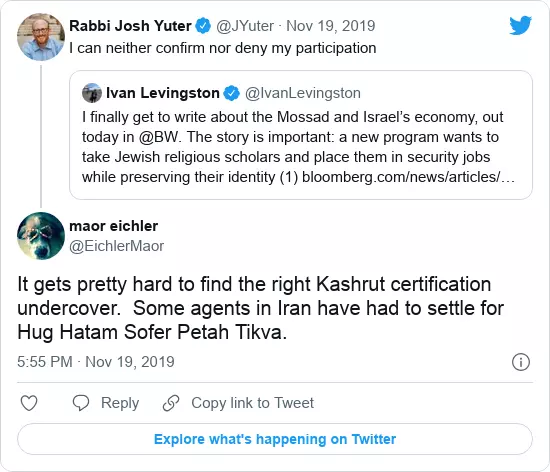 Rabbi Josh Yuter @JYuter · Nov 19, 2019
I can neither confirm nor deny my participation
Ivan Levingston @IvanLevingston
I finally get to write about the Mossad and Israel’s economy, out
today in @BW. The story is important: a new program wants to
take Jewish religious scholars and place them in security jobs
while preserving their identity (1) bloomberg.com/news/articles/…
maor eichler
@EichlerMaor
It gets pretty hard to find the right Kashrut certification
undercover.  Some agents in Iran have had to settle for
Hug Hatam Sofer Petah Tikva.
5:55 PM · Nov 19, 2019
Reply Copy link to Tweet
Explore what's happening on Twitter